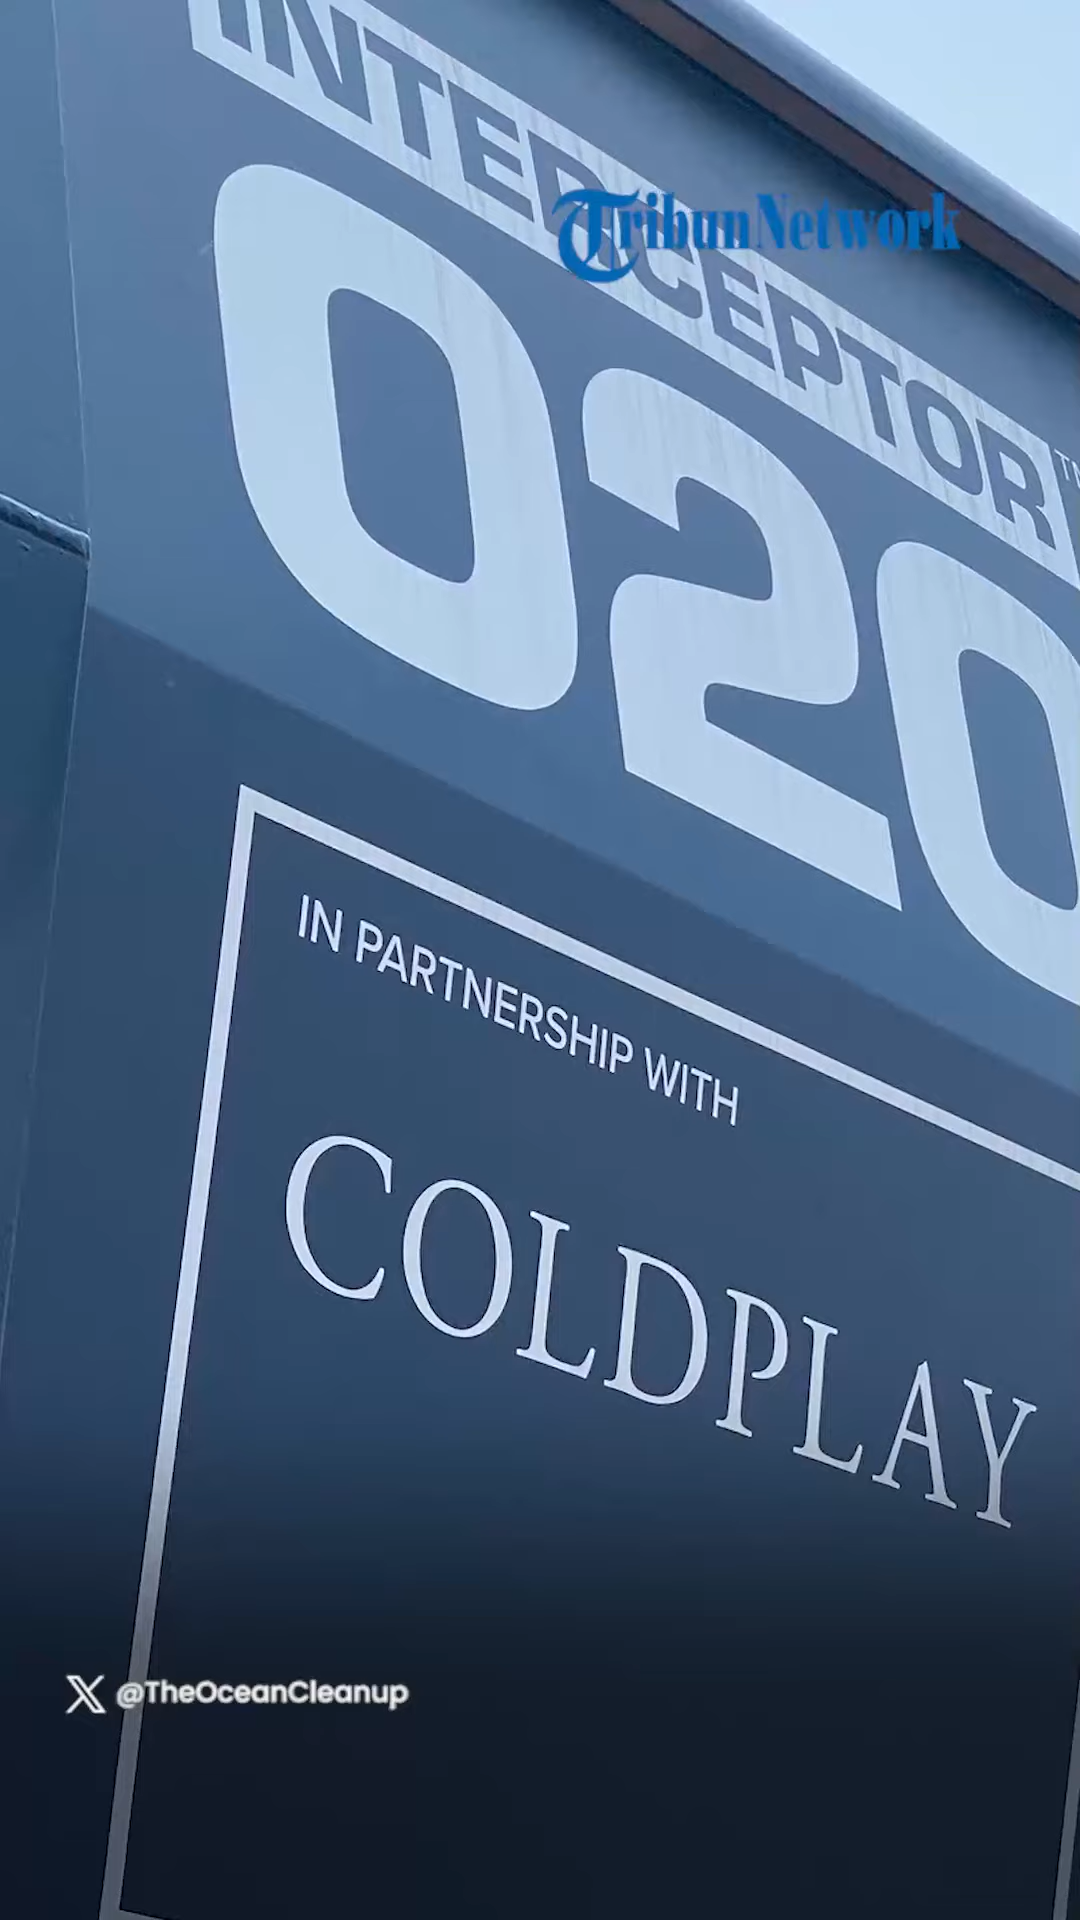 INTERCEPTOR™
TribunNetwork
020
IN PARTNERSHIP WITH
COLDPLAY
X @TheOceanCleanup